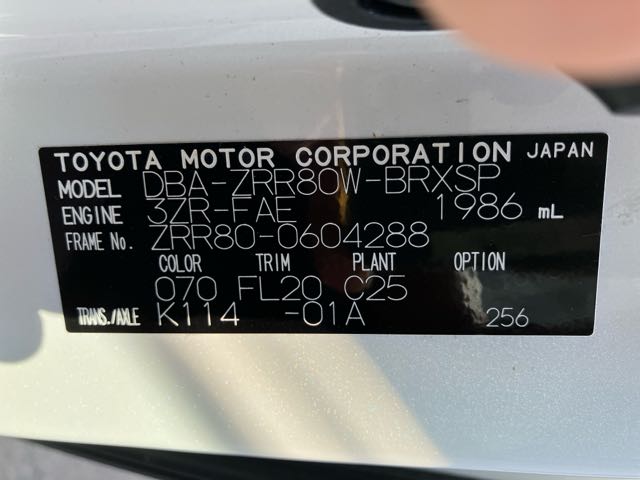 TOYOTA MOTOR CORPORATION JAPAN
MODEL DBA-ZRR80W-BRXSP
ENGINE 3ZR-FAE 1986 mL
FRAME No. ZRR80-0604288
COLOR TRIM PLANT OPTION
070 FL20 C25
TRANS./AXLE K114 -01A 256